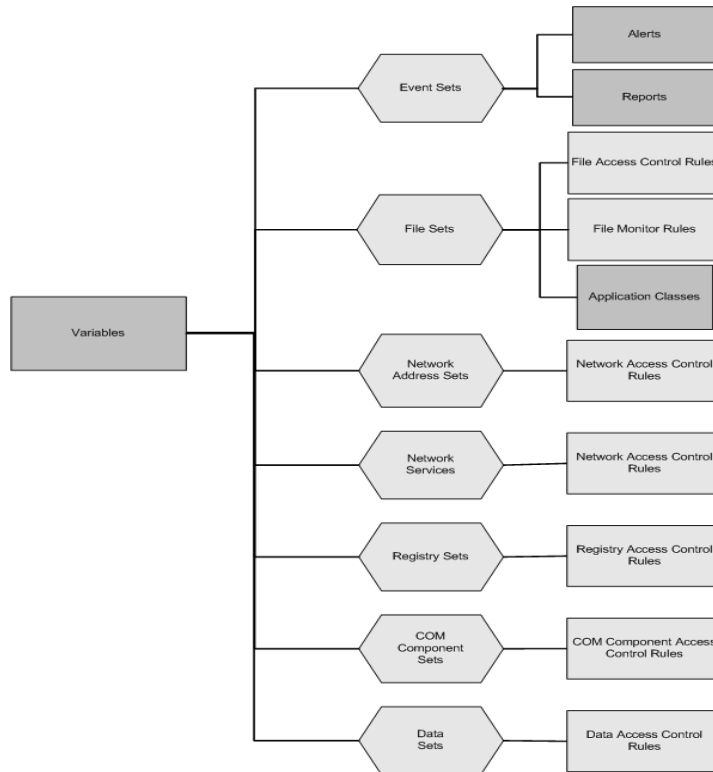 Alerts
Event Sets
Reports
File Access Control Rules
File Sets
File Monitor Rules
Application Classes
Variables
Network
Address Sets
Network Access Control
Rules
Network
Services
Network Access Control
Rules
Registry Sets
Registry Access Control
Rules
COM
Component
Sets
COM Component Access
Control Rules
Data
Sets
Data Access Control
Rules